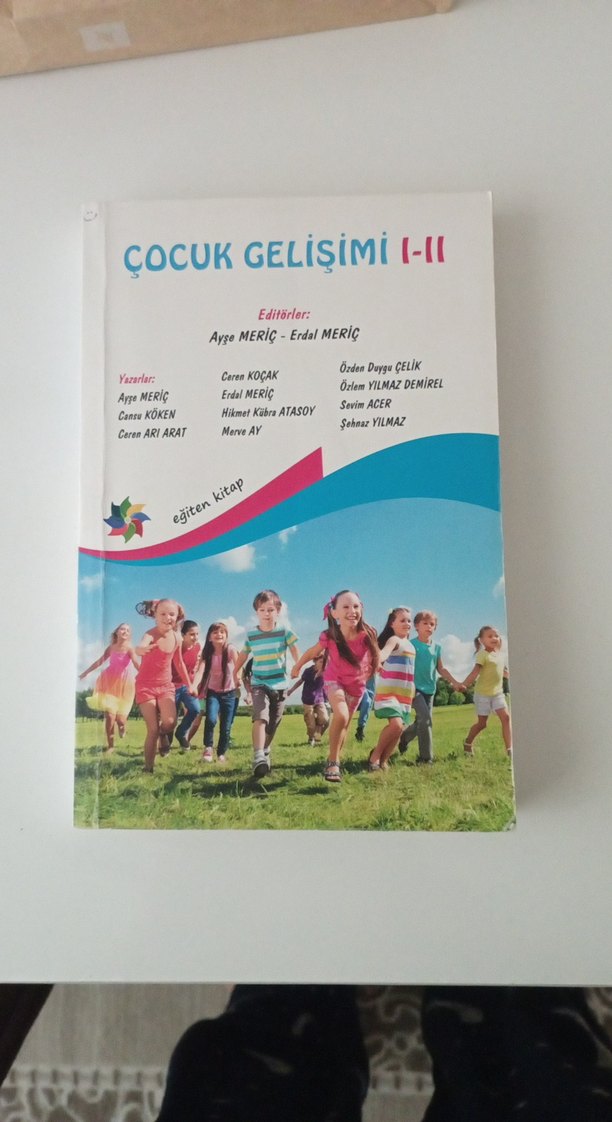 ÇOCUK GELİŞİMİ I-II
Editörler:
Ayşe MERİÇ - Erdal MERİÇ
Yazarlar:
Ayşe MERİÇ
Cansu KÖKEN
Ceren ARI ARAT
Ceren KOÇAK
Erdal MERİÇ
Hikmet Kübra ATASOY
Merve AY
Özden Duygu ÇELİK
Özlem YILMAZ DEMİREL
Sevim ACER
Şehnaz YILMAZ
eğiten kitap